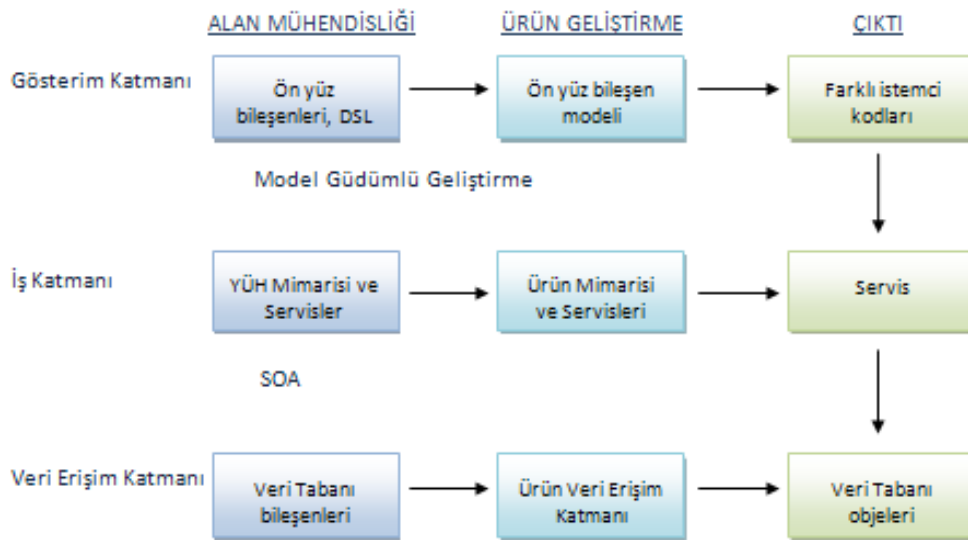 ALAN MÜHENDİSLİĞİ
ÜRÜN GELİŞTİRME
ÇIKTI
Gösterim Katmanı
Ön yüz
bileşenleri, DSL
Ön yüz bileşen
modeli
Farklı istemci
kodları
Model Güdümlü Geliştirme
İş Katmanı
YÜH Mimarisi ve
Servisler
Ürün Mimarisi
ve Servisleri
Servis
SOA
Veri Erişim Katmanı
Veri Tabanı
bileşenleri
Ürün Veri Erişim
Katmanı
Veri Tabanı
objeleri